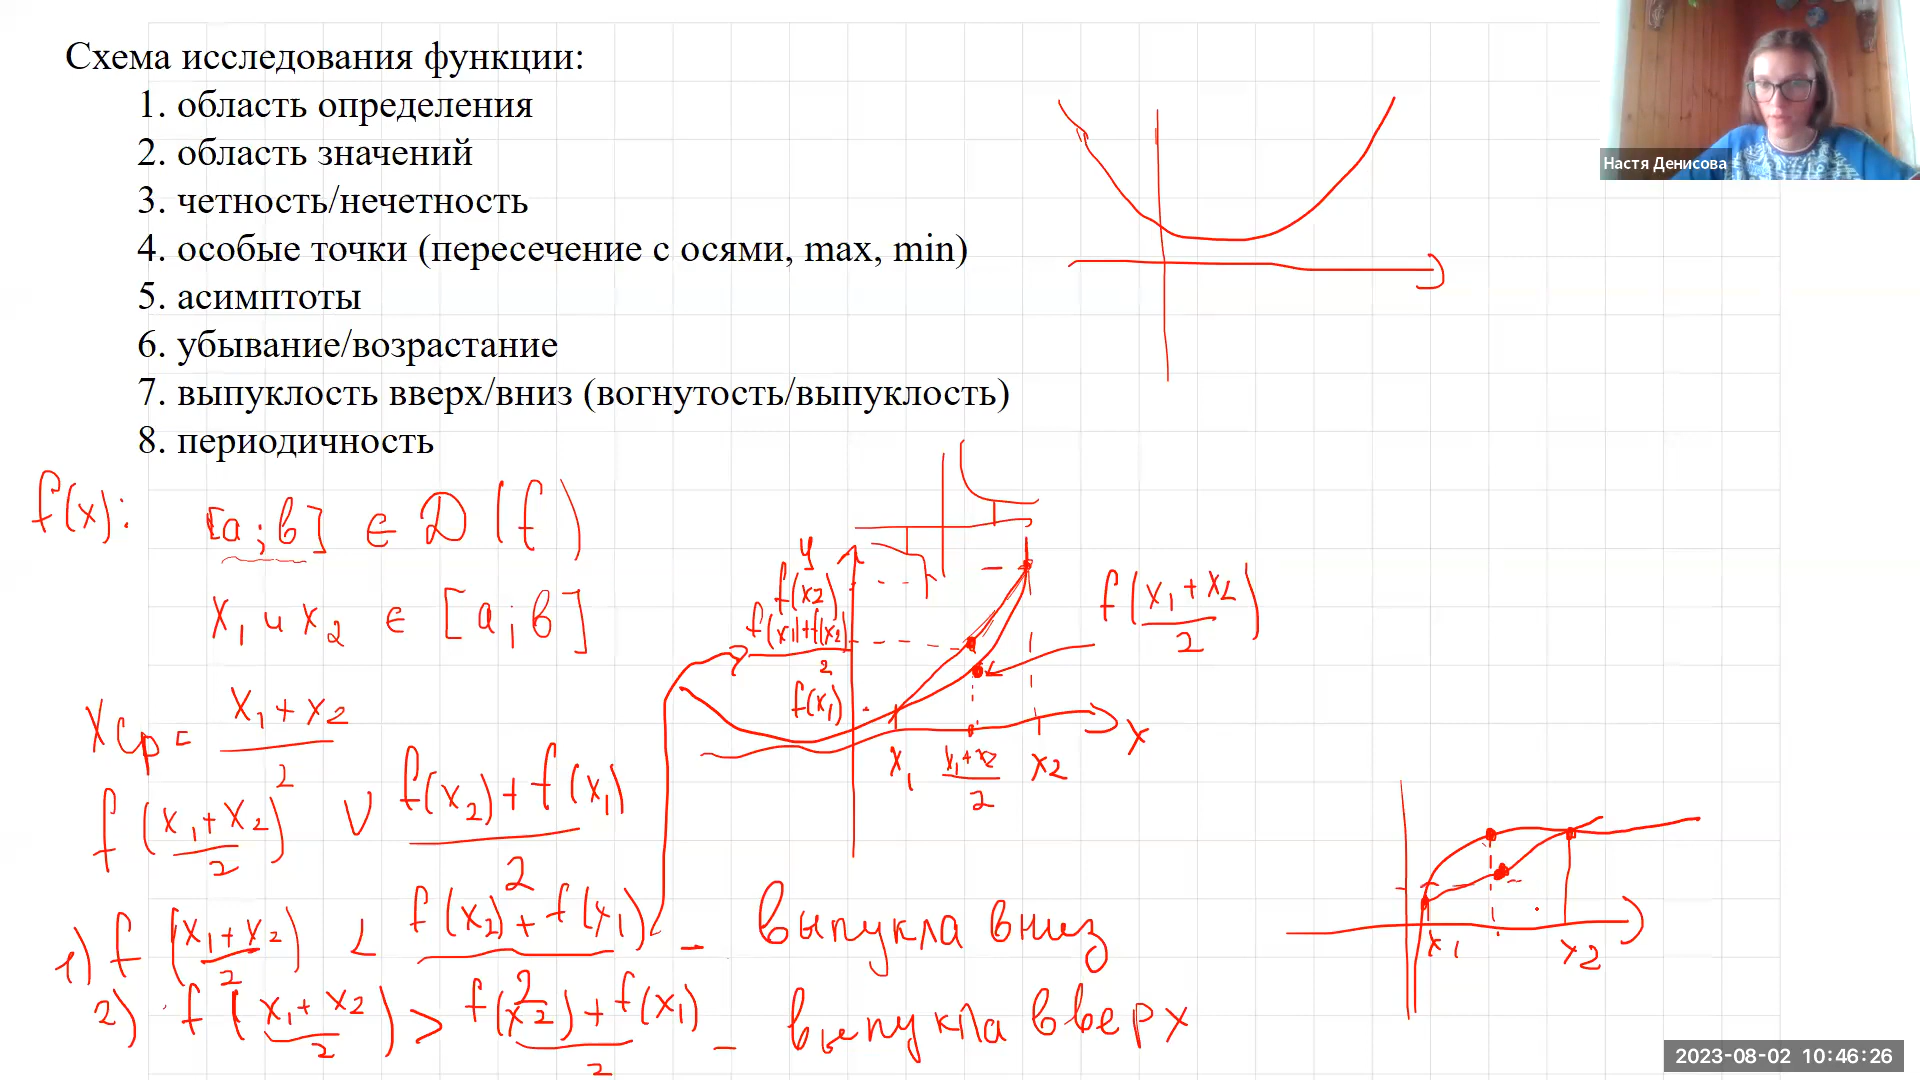 Схема исследования функции:
1. область определения
2. область значений
3. четность/нечетность
4. особые точки (пересечение с осями, max, min)
5. асимптоты
6. убывание/возрастание
7. выпуклость вверх/вниз (вогнутость/выпуклость)
8. периодичность
Настя Денисова
f(x): [a;b] ∈ D(f)
x₁ и x₂ ∈ [a;b]
xср = (x₁+x₂)/2
f((x₁+x₂)/2) ∨ (f(x₂)+f(x₁))/2
1) f((x₁+x₂)/2) < (f(x₂)+f(x₁))/2 – выпукла вниз
2) f((x₁+x₂)/2) > (f(x₂)+f(x₁))/2 – выпукла вверх
y
f(x₂)
(f(x₁)+f(x₂))/2
f(x₁)
f((x₁+x₂)/2)
x
x₁ (x₁+x₂)/2 x₂
x₁ x₂
2023-08-02 10:46:26